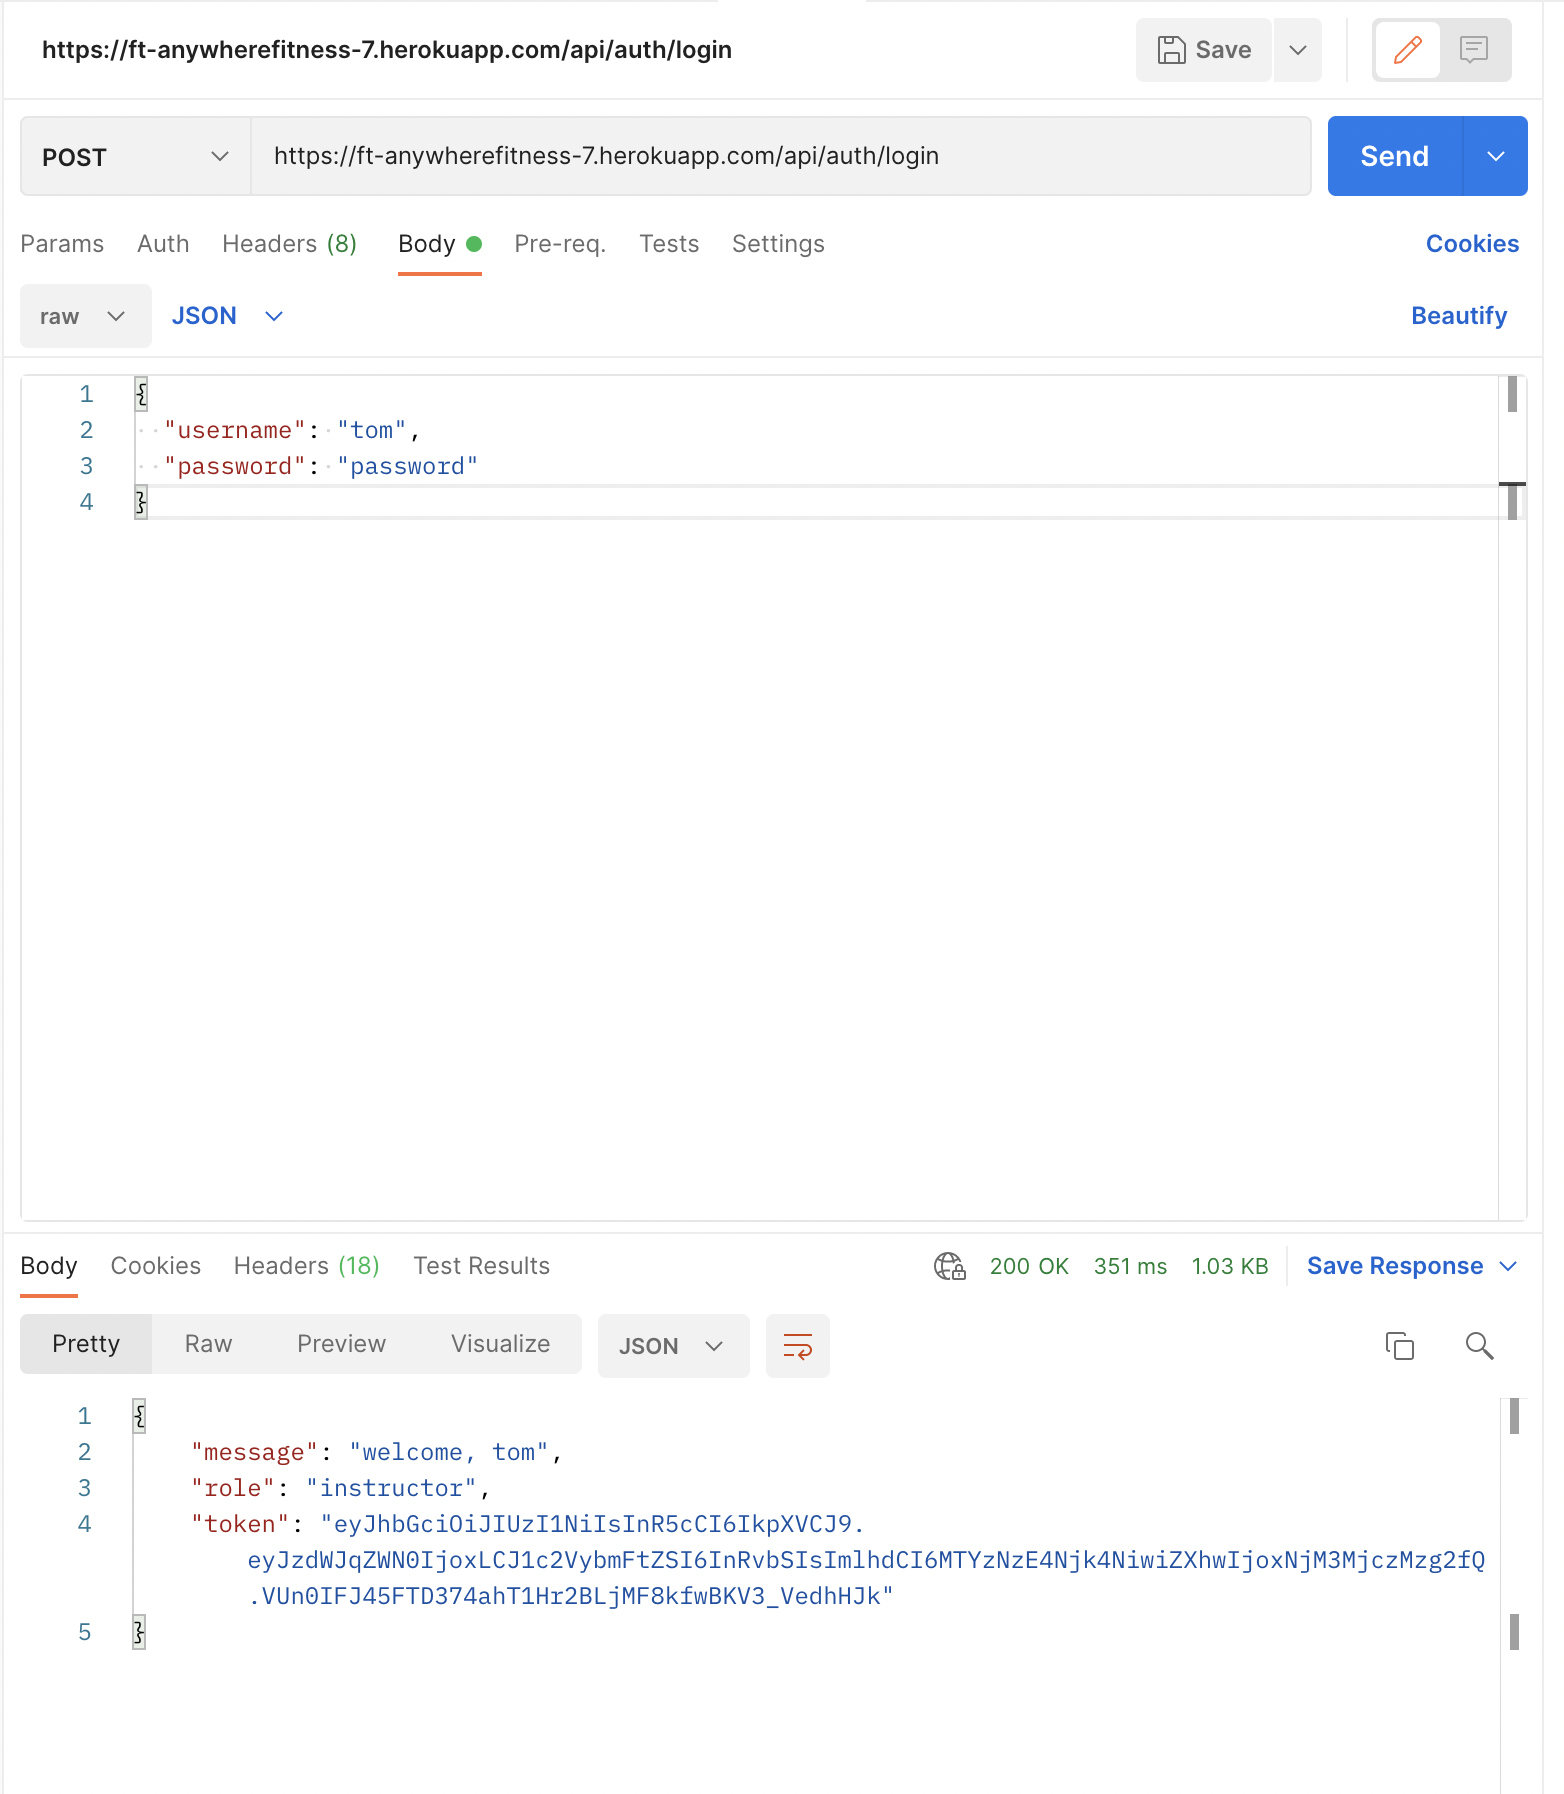 https://ft-anywherefitness-7.herokuapp.com/api/auth/login
Save
POST
https://ft-anywherefitness-7.herokuapp.com/api/auth/login
Send
Params Auth Headers (8) Body Pre-req. Tests Settings Cookies
raw JSON Beautify
1 {
2 "username": "tom",
3 "password": "password"
4 }
Body Cookies Headers (18) Test Results 200 OK 351 ms 1.03 KB Save Response
Pretty Raw Preview Visualize JSON
1 {
2 "message": "welcome, tom",
3 "role": "instructor",
4 "token": "eyJhbGciOiJIUzI1NiIsInR5cCI6IkpXVCJ9.
eyJzdWJqZWN0IjoxLCJ1c2VybmFtZSI6InRvbSIsImlhdCI6MTYzNzE4Njk4NiwiZXhwIjoxNjM3MjczMzg2fQ
.VUn0IFJ45FTD374ahT1Hr2BLjMF8kfwBKV3_VedhHJk"
5 }